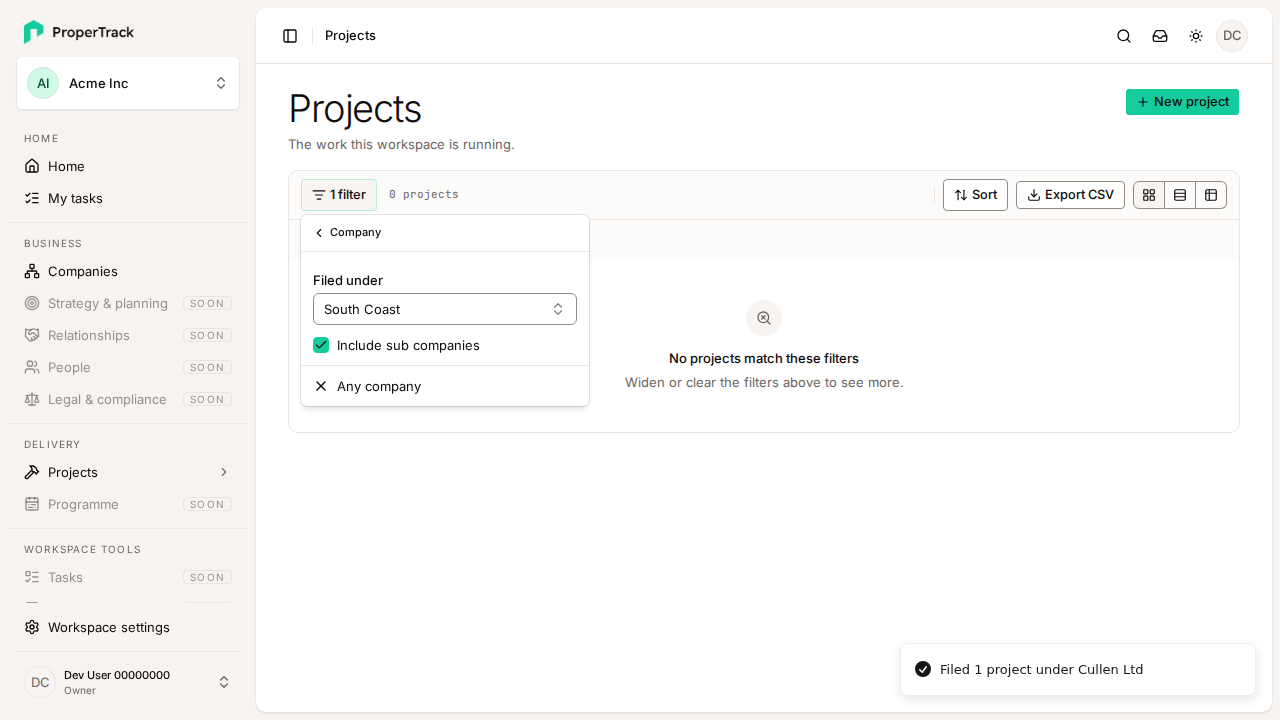 ProperTrack
AI
Acme Inc
HOME
Home
My tasks
BUSINESS
Companies
Strategy & planning
SOON
Relationships
SOON
People
SOON
Legal & compliance
SOON
DELIVERY
Projects
Programme
SOON
WORKSPACE TOOLS
Tasks
SOON
Workspace settings
DC
Dev User 00000000
Owner
Projects
DC
Projects
The work this workspace is running.
New project
1 filter
0 projects
Sort
Export CSV
Company
Filed under
South Coast
Include sub companies
Any company
No projects match these filters
Widen or clear the filters above to see more.
Filed 1 project under Cullen Ltd